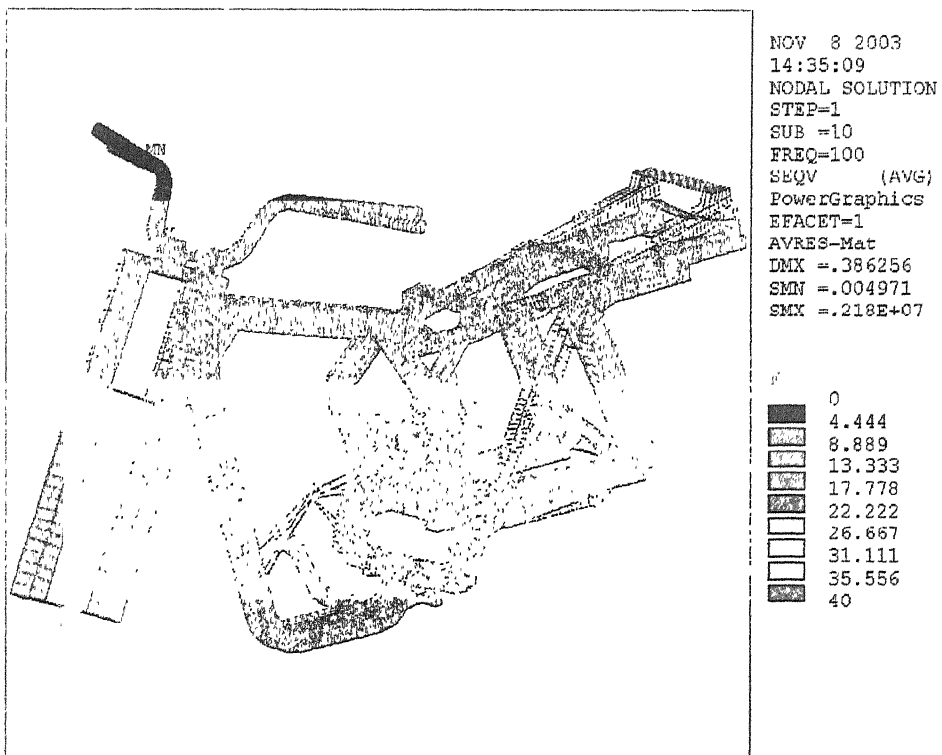 MN
NOV 8 2003
14:35:09
NODAL SOLUTION
STEP=1
SUB =10
FREQ=100
SEQV (AVG)
PowerGraphics
EFACET=1
AVRES=Mat
DMX =.386256
SMN =.004971
SMX =.218E+07
0
4.444
8.889
13.333
17.778
22.222
26.667
31.111
35.556
40